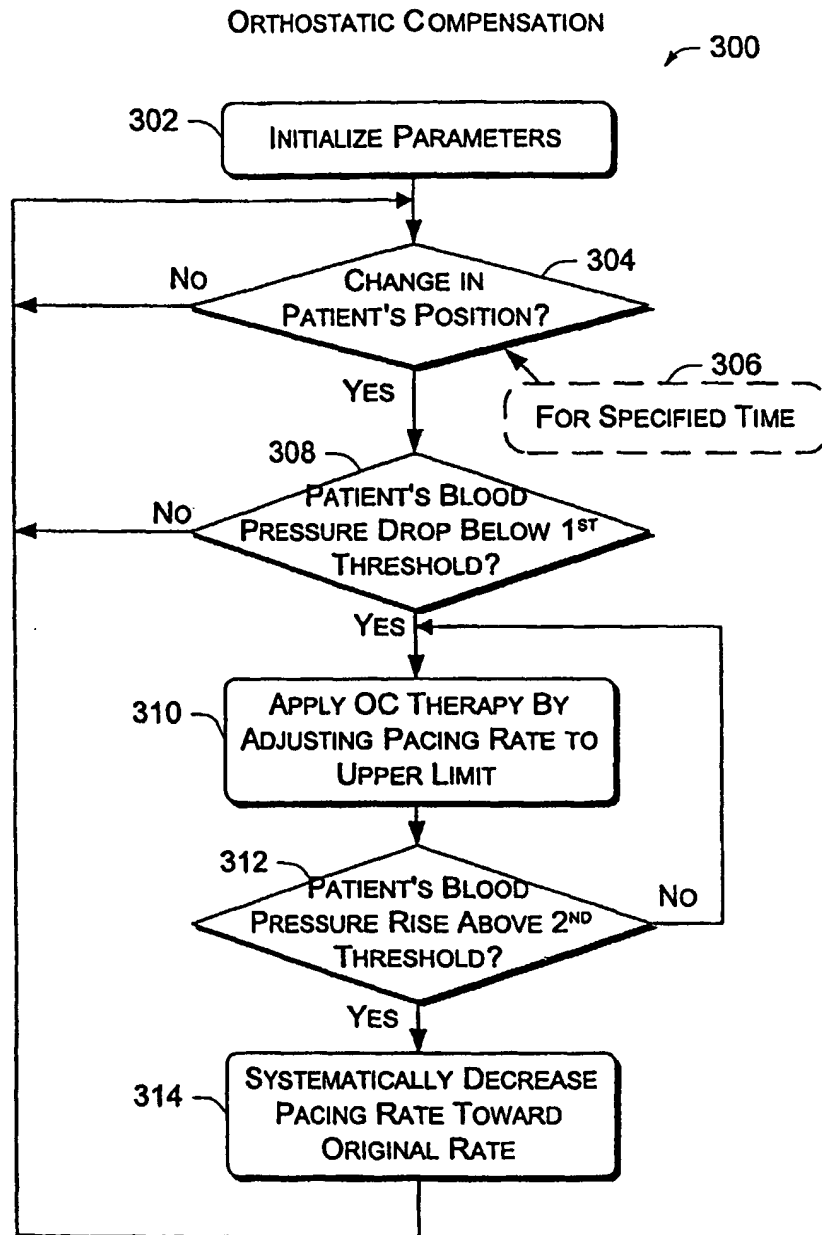 ORTHOSTATIC COMPENSATION
300
302
INITIALIZE PARAMETERS
304
NO
CHANGE IN
PATIENT'S POSITION?
306
YES
FOR SPECIFIED TIME
308
NO
PATIENT'S BLOOD
PRESSURE DROP BELOW 1ST
THRESHOLD?
YES
310
APPLY OC THERAPY BY
ADJUSTING PACING RATE TO
UPPER LIMIT
312
PATIENT'S BLOOD
PRESSURE RISE ABOVE 2ND
THRESHOLD?
NO
YES
314
SYSTEMATICALLY DECREASE
PACING RATE TOWARD
ORIGINAL RATE